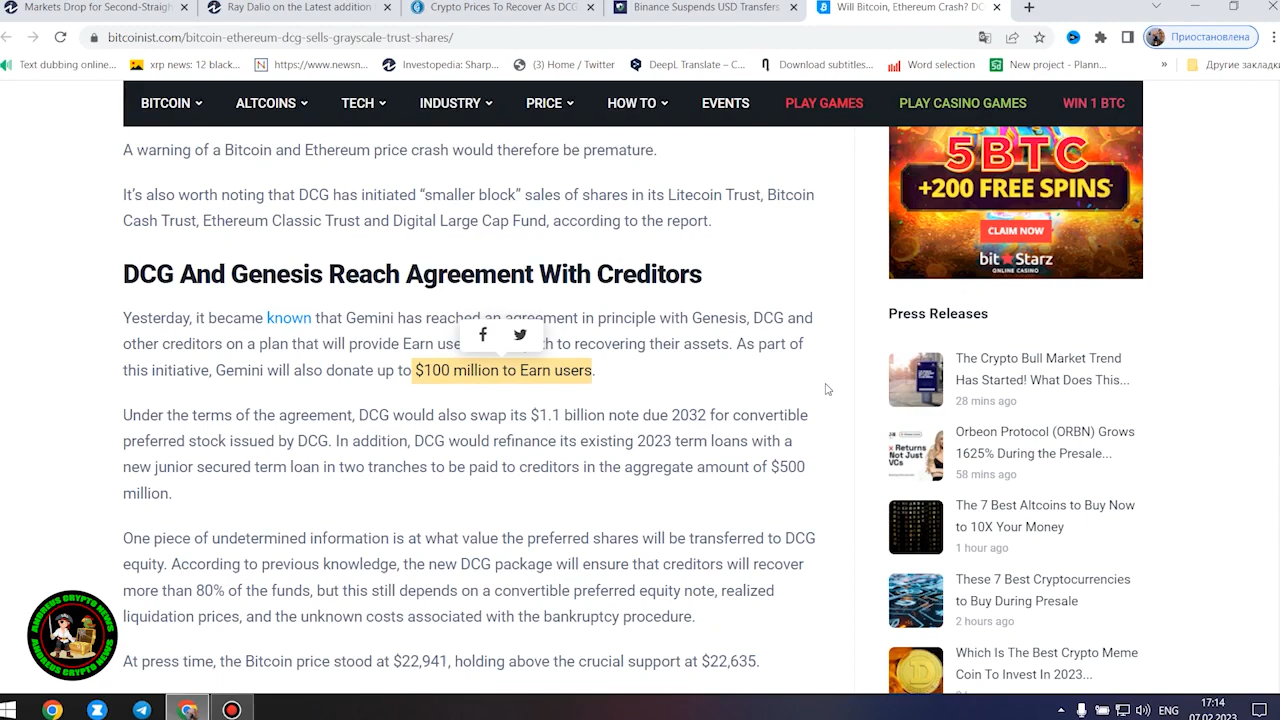 Markets Drop for Second-Straigh
Ray Dalio on the Latest addition
Crypto Prices To Recover As DCG
Binance Suspends USD Transfers
Will Bitcoin, Ethereum Crash? DC
bitcoinist.com/bitcoin-ethereum-dcg-sells-grayscale-trust-shares/
Приостановлена
Text dubbing online...
xrp news: 12 black...
https://www.newsn...
Investopedia: Sharp...
(3) Home / Twitter
DeepL Translate – C...
Download subtitles...
Word selection
New project - Plann...
»
Другие закладки
BITCOIN
ALTCOINS
TECH
INDUSTRY
PRICE
HOW TO
EVENTS
PLAY GAMES
PLAY CASINO GAMES
WIN 1 BTC
A warning of a Bitcoin and Ethereum price crash would therefore be premature.
It's also worth noting that DCG has initiated “smaller block” sales of shares in its Litecoin Trust, Bitcoin
Cash Trust, Ethereum Classic Trust and Digital Large Cap Fund, according to the report.
DCG And Genesis Reach Agreement With Creditors
Yesterday, it became known that Gemini has reached an agreement in principle with Genesis, DCG and
other creditors on a plan that will provide Earn use th to recovering their assets. As part of
this initiative, Gemini will also donate up to $100 million to Earn users.
Under the terms of the agreement, DCG would also swap its $1.1 billion note due 2032 for convertible
preferred stock issued by DCG. In addition, DCG would refinance its existing 2023 term loans with a
new junior secured term loan in two tranches to be paid to creditors in the aggregate amount of $500
million.
One piece of indetermined information is at what value the preferred shares will be transferred to DCG
equity. According to previous knowledge, the new DCG package will ensure that creditors will recover
more than 80% of the funds, but this still depends on a convertible preferred equity note, realized
liquidation prices, and the unknown costs associated with the bankruptcy procedure.
At press time, the Bitcoin price stood at $22,941, holding above the crucial support at $22,635.
5BTC
+200 FREE SPINS
CLAIM NOW
bitStarz
ONLINE CASINO
Press Releases
The Crypto Bull Market Trend
Has Started! What Does This...
28 mins ago
Returns
Not Just
VCs
Orbeon Protocol (ORBN) Grows
1625% During the Presale...
58 mins ago
The 7 Best Altcoins to Buy Now
to 10X Your Money
1 hour ago
These 7 Best Cryptocurrencies
to Buy During Presale
2 hours ago
Which Is The Best Crypto Meme
Coin To Invest In 2023...
ANDREUS CRYPTO NEWS
ANDREUS CRYPTO NEWS
ENG
17:14
07.02.2023